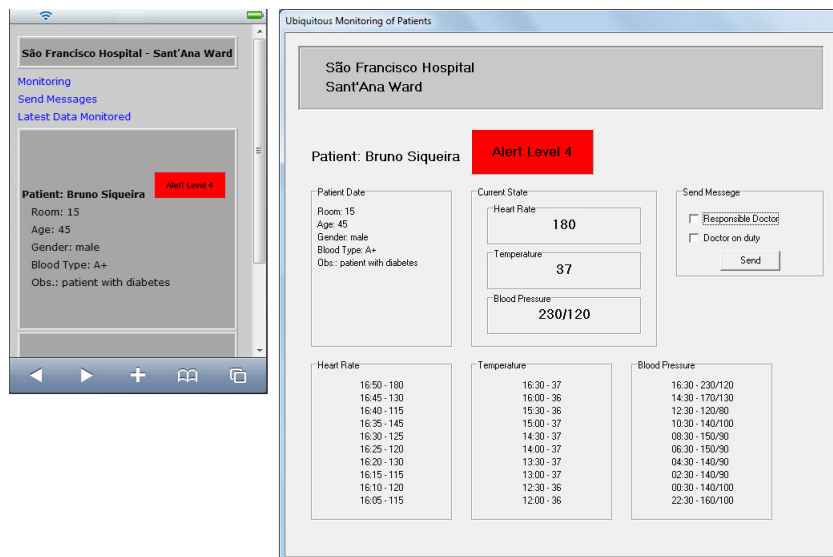 São Francisco Hospital - Sant'Ana Ward
Monitoring
Send Messages
Latest Data Monitored
Patient: Bruno Siqueira
Alert Level 4
Room: 15
Age: 45
Gender: male
Blood Type: A+
Obs.: patient with diabetes
Ubiquitous Monitoring of Patients
São Francisco Hospital
Sant'Ana Ward
Patient: Bruno Siqueira
Alert Level 4
Patient Date
Room: 15
Age: 45
Gender: male
Blood Type: A+
Obs.: patient with diabetes
Current State
Heart Rate
180
Temperature
37
Blood Pressure
230/120
Send Messege
Responsible Doctor
Doctor on duty
Send
Heart Rate
16:50 - 180
16:45 - 130
16:40 - 115
16:35 - 145
16:30 - 125
16:25 - 120
16:20 - 130
16:15 - 115
16:10 - 120
16:05 - 115
Temperature
16:30 - 37
16:00 - 36
15:30 - 36
15:00 - 37
14:30 - 37
14:00 - 37
13:30 - 37
13:00 - 37
12:30 - 36
12:00 - 36
Blood Pressure
16:30 - 230/120
14:30 - 170/130
12:30 - 120/80
10:30 - 140/100
08:30 - 150/90
06:30 - 150/90
04:30 - 140/90
02:30 - 140/90
00:30 - 140/100
22:30 - 160/100